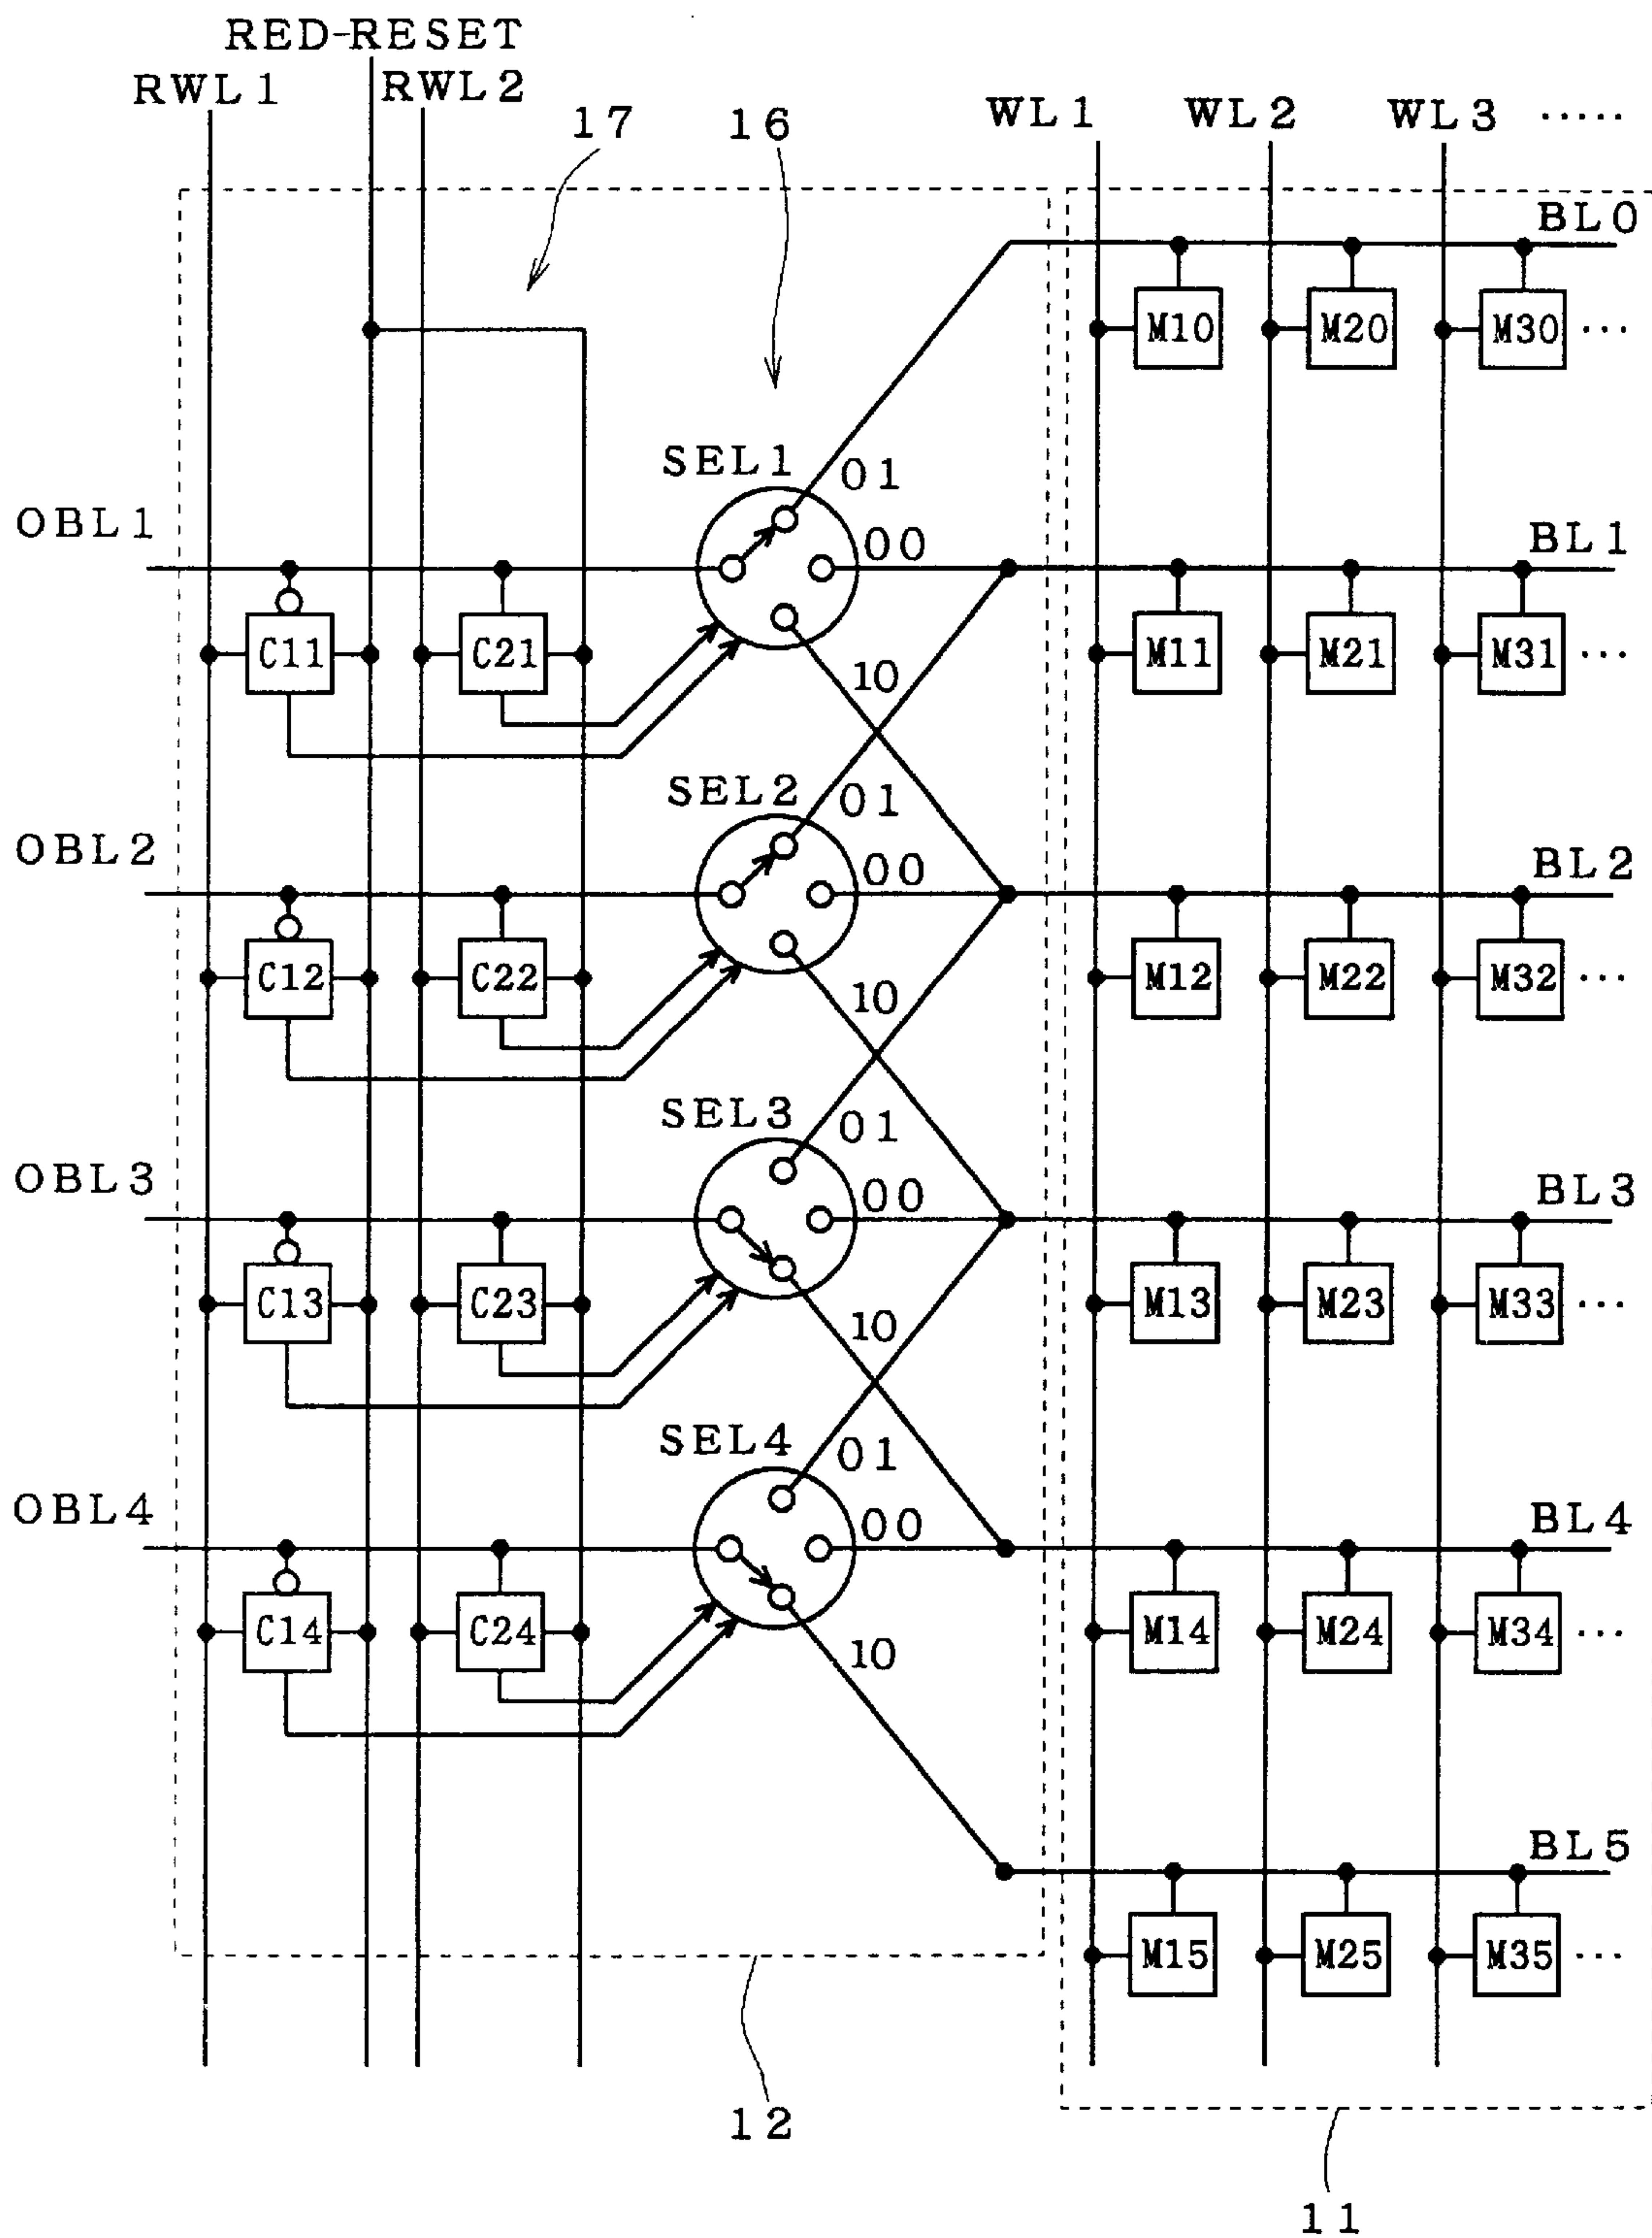 RED-RESET
RWL1 RWL2
17 16 WL1 WL2 WL3 ·····
BL0
M10 M20 M30 ···
SEL1 01
OBL1 00 BL1
C11 C21 M11 M21 M31 ···
10
SEL2 01
OBL2 00 BL2
C12 C22 M12 M22 M32 ···
10
SEL3 01
OBL3 00 BL3
C13 C23 M13 M23 M33 ···
10
SEL4 01
OBL4 00 BL4
C14 C24 M14 M24 M34 ···
10
BL5
M15 M25 M35 ···
12
11